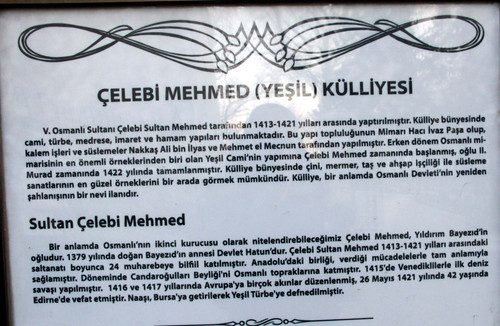 ÇELEBİ MEHMED (YEŞİL) KÜLLİYESİ
V. Osmanlı Sultanı Çelebi Sultan Mehmed tarafından 1413-1421 yılları arasında yaptırılmıştır. Külliye bünyesinde
cami, türbe, medrese, imaret ve hamam yapıları bulunmaktadır. Bu yapı topluluğunun Mimarı Hacı İvaz Paşa olup,
kalem işleri ve süslemeler Nakkaş Ali bin İlyas ve Mehmet el Mecnun tarafından yapılmıştır. Erken dönem Osmanlı mi-
marisinin en önemli örneklerinden biri olan Yeşil Cami'nin yapımına Çelebi Mehmed zamanında başlanmış, oğlu II.
Murad zamanında 1422 yılında tamamlanmıştır. Külliye bünyesinde çini, mermer, taş ve ahşap işçiliği ile süsleme
sanatlarının en güzel örneklerini bir arada görmek mümkündür. Külliye, bir anlamda Osmanlı Devleti'nin yeniden
şahlanışının bir nevi ilanıdır.
Sultan Çelebi Mehmed
Bir anlamda Osmanlı'nın ikinci kurucusu olarak nitelendirebileceğimiz Çelebi Mehmed, Yıldırım Bayezıd'in
oğludur. 1379 yılında doğan Bayezıd'ın annesi Devlet Hatun'dur. Çelebi Sultan Mehmed 1413-1421 yılları arasındaki
saltanatı boyunca 24 muharebeye bilfiil katılmıştır. Anadolu'daki birliği, verdiği mücadelelerle tam anlamıyla
sağlamıştır. Döneminde Candaroğulları Beyliği'ni Osmanlı topraklarına katmıştır. 1415'de Venediklilerle ilk deniz
savaşı yapılmıştır. 1416 ve 1417 yıllarında Avrupa'ya birçok akınlar düzenlenmiş, 26 Mayıs 1421 yılında 42 yaşında
Edirne'de vefat etmiştir. Naaşı, Bursa'ya getirilerek Yeşil Türbe'ye defnedilmiştir.